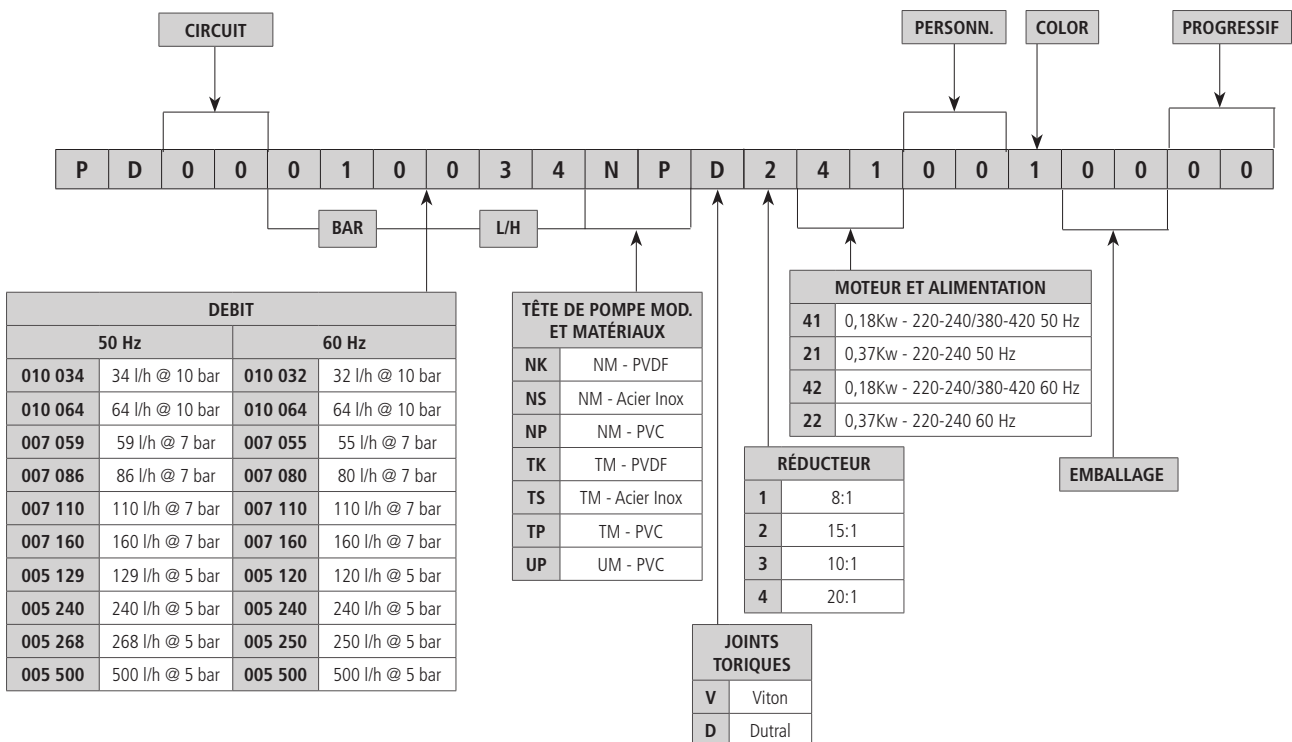 CIRCUIT
PERSONN.
COLOR
PROGRESSIF
P D 0 0 0 1 0 0 3 4 N P D 2 4 1 0 0 1 0 0 0 0
BAR
L/H
DEBIT
50 Hz 60 Hz
010 034 34 l/h @ 10 bar 010 032 32 l/h @ 10 bar
010 064 64 l/h @ 10 bar 010 064 64 l/h @ 10 bar
007 059 59 l/h @ 7 bar 007 055 55 l/h @ 7 bar
007 086 86 l/h @ 7 bar 007 080 80 l/h @ 7 bar
007 110 110 l/h @ 7 bar 007 110 110 l/h @ 7 bar
007 160 160 l/h @ 7 bar 007 160 160 l/h @ 7 bar
005 129 129 l/h @ 5 bar 005 120 120 l/h @ 5 bar
005 240 240 l/h @ 5 bar 005 240 240 l/h @ 5 bar
005 268 268 l/h @ 5 bar 005 250 250 l/h @ 5 bar
005 500 500 l/h @ 5 bar 005 500 500 l/h @ 5 bar
TÊTE DE POMPE MOD.
ET MATÉRIAUX
NK NM - PVDF
NS NM - Acier Inox
NP NM - PVC
TK TM - PVDF
TS TM - Acier Inox
TP TM - PVC
UP UM - PVC
MOTEUR ET ALIMENTATION
41 0,18Kw - 220-240/380-420 50 Hz
21 0,37Kw - 220-240 50 Hz
42 0,18Kw - 220-240/380-420 60 Hz
22 0,37Kw - 220-240 60 Hz
RÉDUCTEUR
1 8:1
2 15:1
3 10:1
4 20:1
EMBALLAGE
JOINTS
TORIQUES
V Viton
D Dutral